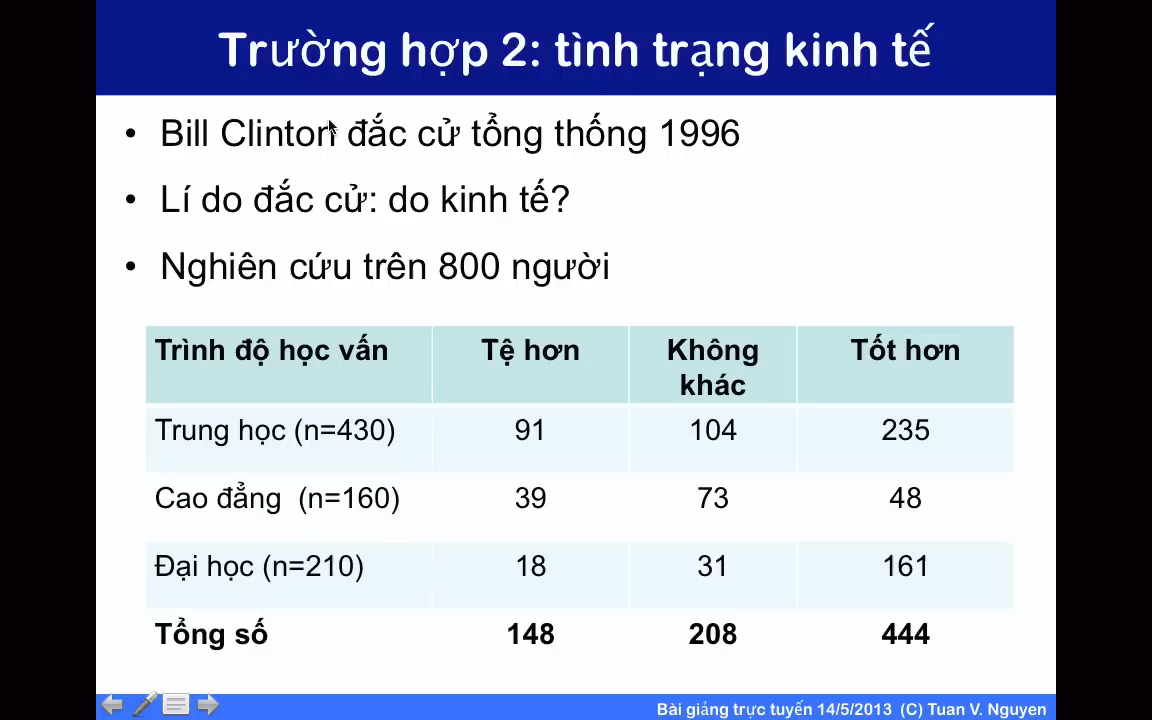 Trường hợp 2: tình trạng kinh tế
• Bill Clinton đắc cử tổng thống 1996
• Lí do đắc cử: do kinh tế?
• Nghiên cứu trên 800 người
Trình độ học vấn Tệ hơn Không khác Tốt hơn
Trung học (n=430) 91 104 235
Cao đẳng (n=160) 39 73 48
Đại học (n=210) 18 31 161
Tổng số 148 208 444
Bài giảng trực tuyến 14/5/2013 (C) Tuan V. Nguyen